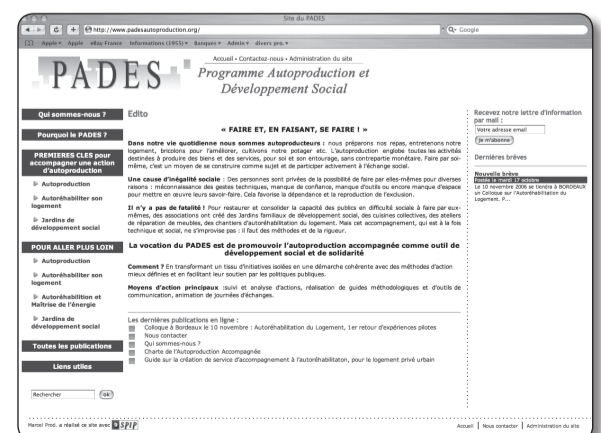 Site du PADES
http://www.padesautoproduction.org/
Google
Apple Apple eBay France Informations (1955) Banques Admin divers pro.
Accueil • Contactez-nous • Administration du site
PADES
Programme Autoproduction et
Développement Social
Qui sommes-nous ?
Pourquoi le PADES ?
PREMIERES CLES pour
accompagner une action
d'autoproduction
Autoproduction
Autoréhabiliter son
logement
Jardins de
développement social
POUR ALLER PLUS LOIN
Autoproduction
Autoréhabiliter son
logement
Autoréhabilition et
Maîtrise de l'énergie
Jardins de
développement social
Toutes les publications
Liens utiles
Rechercher ok
Edito
« FAIRE ET, EN FAISANT, SE FAIRE ! »
Dans notre vie quotidienne nous sommes autoproducteurs : nous préparons nos repas, entretenons notre
logement, bricolons pour l'améliorer, cultivons notre potager etc. L'autoproduction englobe toutes les activités
destinées à produire des biens et des services, pour soi et son entourage, sans contrepartie monétaire. Faire par soi-
même, c'est un moyen de se construire comme sujet et de participer activement à l'échange social.
Une cause d'inégalité sociale : Des personnes sont privées de la possibilité de faire par elles-mêmes pour diverses
raisons : méconnaissance des gestes techniques, manque de confiance, manque d'outils ou encore manque d'espace
pour mettre en œuvre leurs savoir-faire. Cela favorise la dépendance et la reproduction de l'exclusion.
Il n'y a pas de fatalité ! Pour restaurer et consolider la capacité des publics en difficulté sociale à faire par eux-
mêmes, des associations ont créé des Jardins familiaux de développement social, des cuisines collectives, des ateliers
de réparation de meubles, des chantiers d'autoréhabilitation du logement. Mais cet accompagnement, qui est à la fois
technique et social, ne s'improvise pas : il faut des méthodes et de la rigueur.
La vocation du PADES est de promouvoir l'autoproduction accompagnée comme outil de
développement social et de solidarité
Comment ? En transformant un tissu d'initiatives isolées en une démarche cohérente avec des méthodes d'action
mieux définies et en facilitant leur soutien par les politiques publiques.
Moyens d'action principaux :suivi et analyse d'actions, réalisation de guides méthodologiques et d'outils de
communication, animation de journées d'échanges.
Les dernières publications en ligne :
Colloque à Bordeaux le 10 novembre : Autoréhabilitation du Logement, 1er retour d'expériences pilotes
Nous contacter
Qui sommes-nous ?
Charte de l'Autoproduction Accompagnée
Guide sur la création de service d'accompagnement à l'autoréhabilitaton, pour le logement privé urbain
Recevez notre lettre d'information
par mail :
Votre adresse email
je m'abonne
Dernières brèves
Nouvelle brève
Postée le mardi 17 octobre
Le 10 novembre 2006 se tiendra à BORDEAUX
un Colloque sur l'Autoréhabilitation du
Logement. P...
Marcel Prod. a réalisé ce site avec SPIP
Accueil | Nous contacter | Administration du site